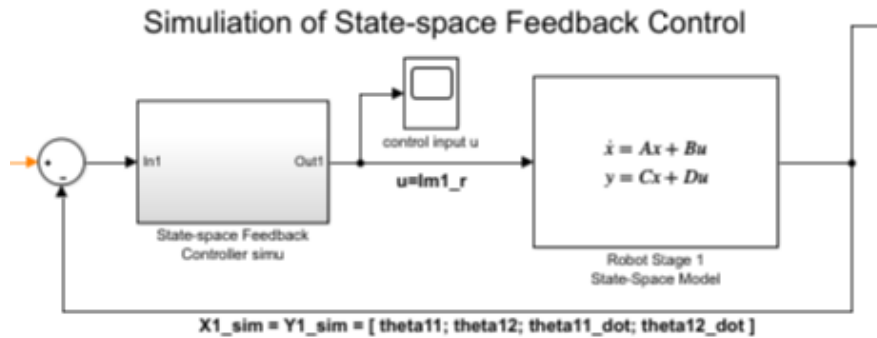 Simuliation of State-space Feedback Control
+
-
In1
Out1
control input u
u=Im1_r
ẋ = Ax + Bu
y = Cx + Du
State-space Feedback
Controller simu
Robot Stage 1
State-Space Model
X1_sim = Y1_sim = [ theta11; theta12; theta11_dot; theta12_dot ]